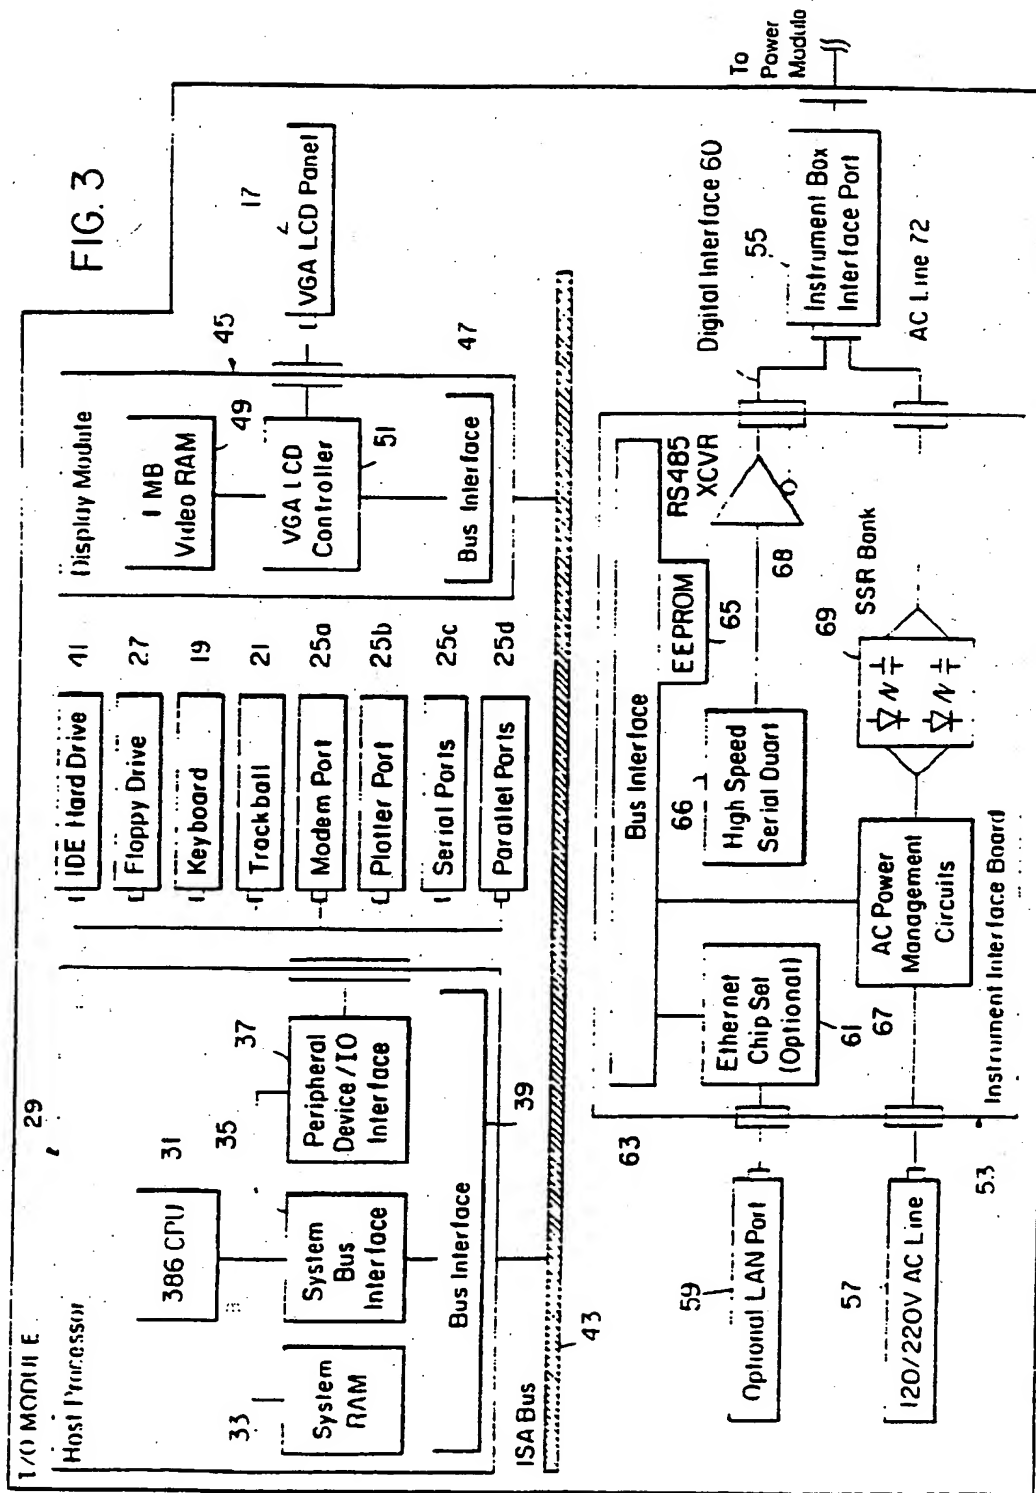 FIG. 3
I/O MODULE
29
Host Processor
31
386 CPU
33
System
RAM
35
System
Bus
Interface
37
Peripheral
Device/IO
Interface
Bus Interface
39
IDE Hard Drive
41
Floppy Drive
27
Keyboard
19
Trackball
21
Modem Port
25a
Plotter Port
25b
Serial Ports
25c
Parallel Ports
25d
Display Module
45
1 MB
Video RAM
49
VGA LCD
Controller
51
Bus Interface
47
17
VGA LCD Panel
ISA Bus
43
Bus Interface
EEPROM
65
63
59
Optional LAN Port
Ethernet
Chip Set
(Optional)
61
66
High Speed
Serial Duart
RS485
XCVR
68
Digital Interface 60
55
Instrument Box
Interface Port
To
Power
Module
57
120/220V AC Line
67
AC Power
Management
Circuits
69
SSR Bank
AC Line 72
53
Instrument Interface Board